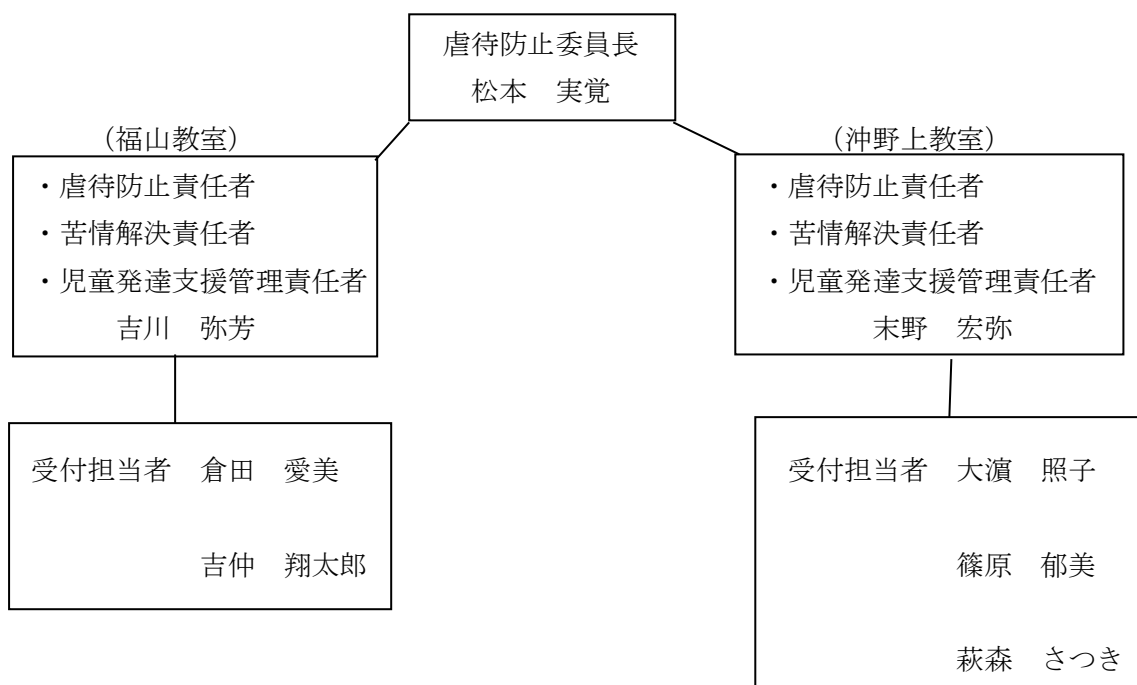 虐待防止委員長
松本　実覚
（福山教室）
・虐待防止責任者
・苦情解決責任者
・児童発達支援管理責任者
吉川　弥芳
受付担当者　倉田　愛美
吉仲　翔太郎
（沖野上教室）
・虐待防止責任者
・苦情解決責任者
・児童発達支援管理責任者
末野　宏弥
受付担当者　大濵　照子
篠原　郁美
萩森　さつき